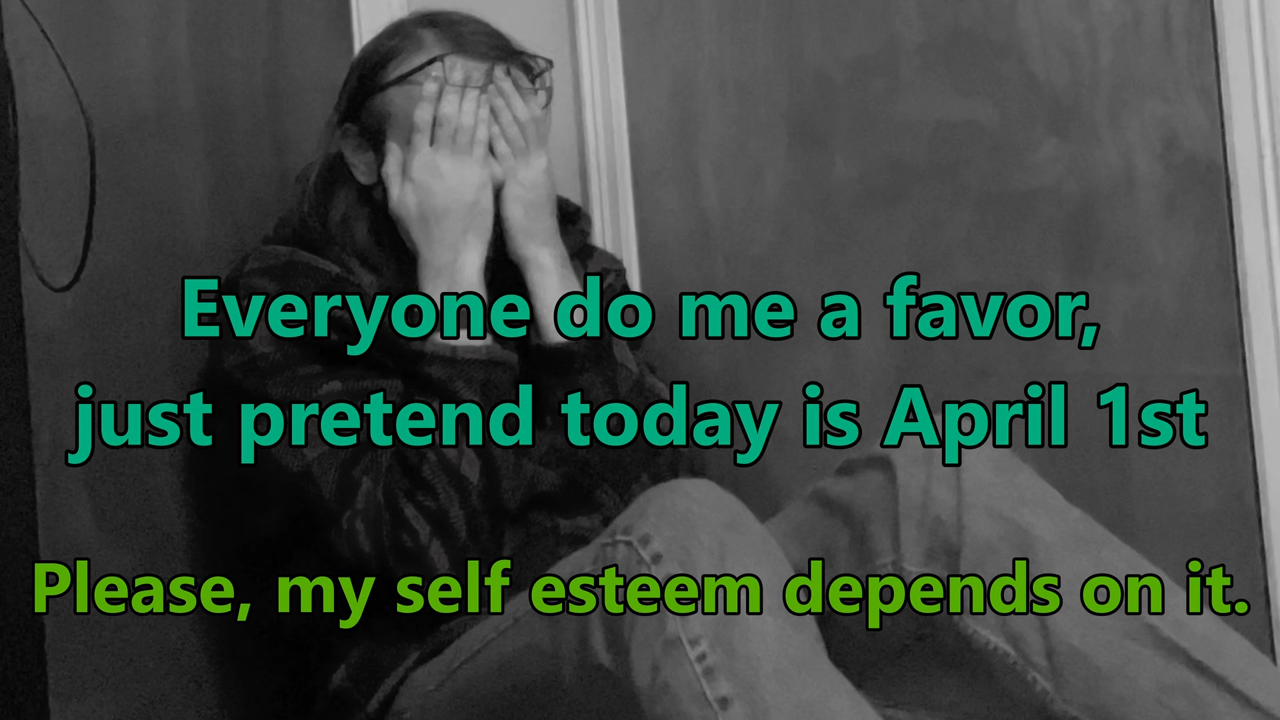 Everyone do me a favor,
just pretend today is April 1st
Please, my self esteem depends on it.